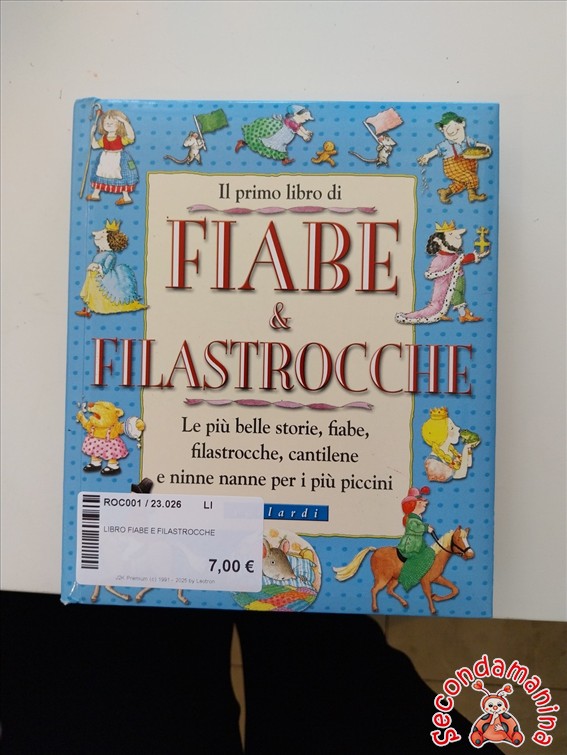 Il primo libro di
FIABE
&
FILASTROCCHE
Le più belle storie, fiabe,
filastrocche, cantilene
e ninne nanne per i più piccini
lardi
ROC001 / 23.026 LI
LIBRO FIABE E FILASTROCCHE
7,00 €
Secondamanina